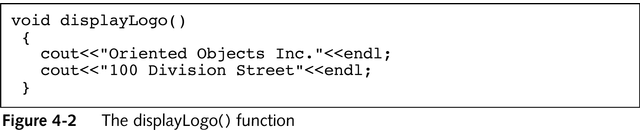 void displayLogo()
{
cout<<"Oriented Objects Inc."<<endl;
cout<<"100 Division Street"<<endl;
}
Figure 4-2 The displayLogo() function